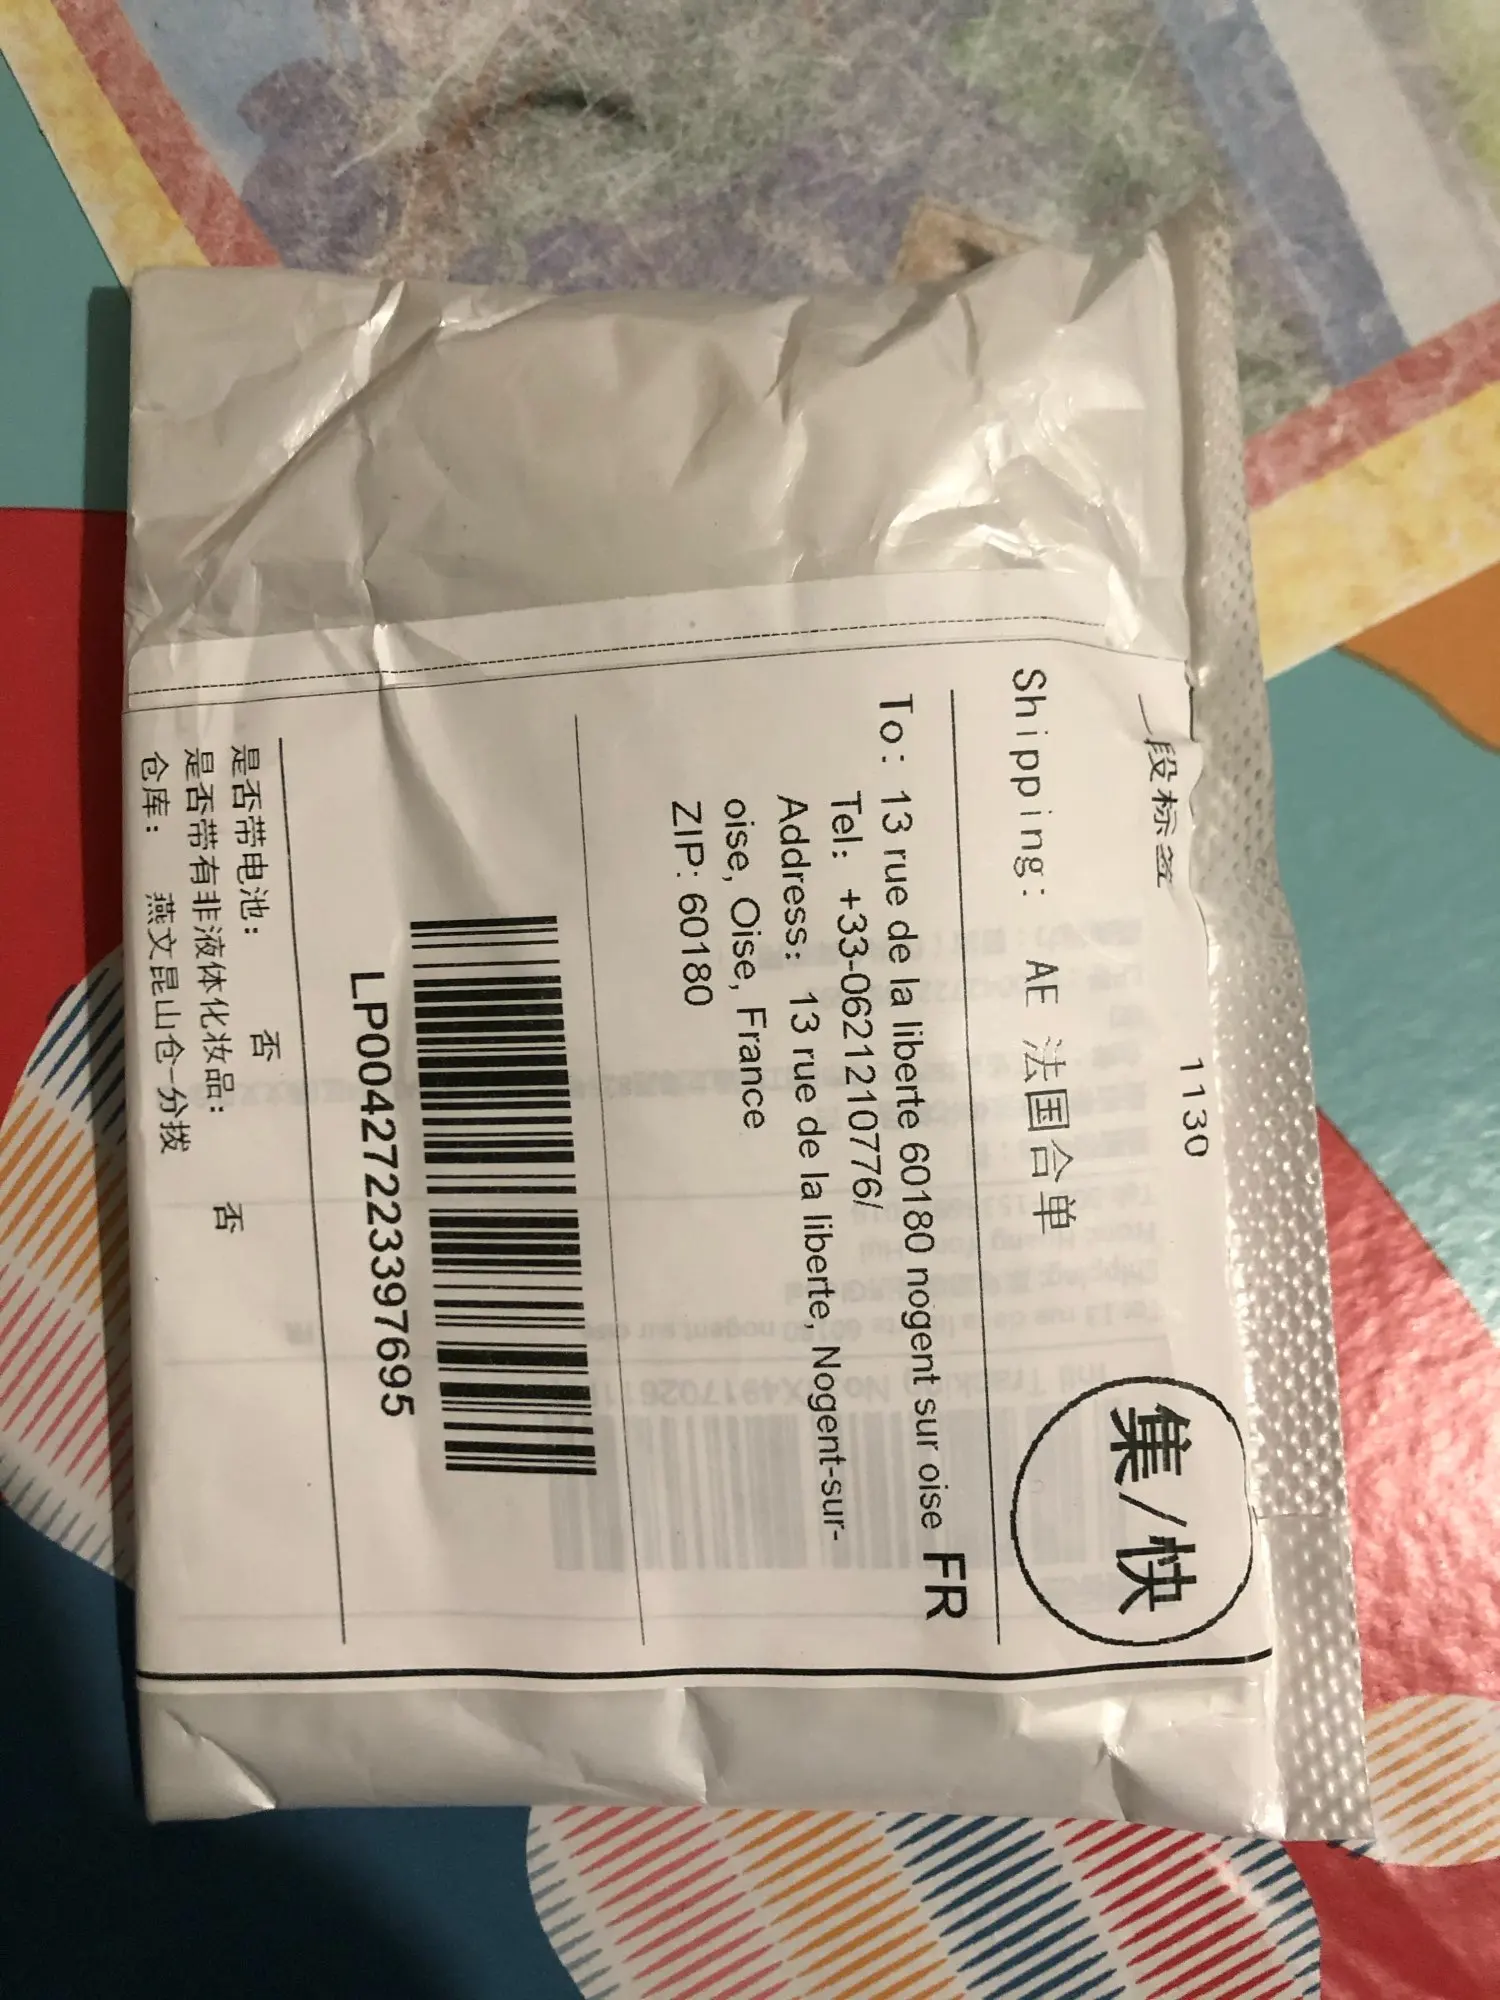 一段标签 1130
集/快
Shipping: AE 法国合单
To: 13 rue de la liberte 60180 nogent sur oise FR
Tel: +33-0621210776/
Address: 13 rue de la liberte, Nogent-sur-
oise, Oise, France
ZIP: 60180
LP00427223397695
是否带电池: 否
是否带有非液体化妆品: 否
仓库: 燕文昆山仓-分拨